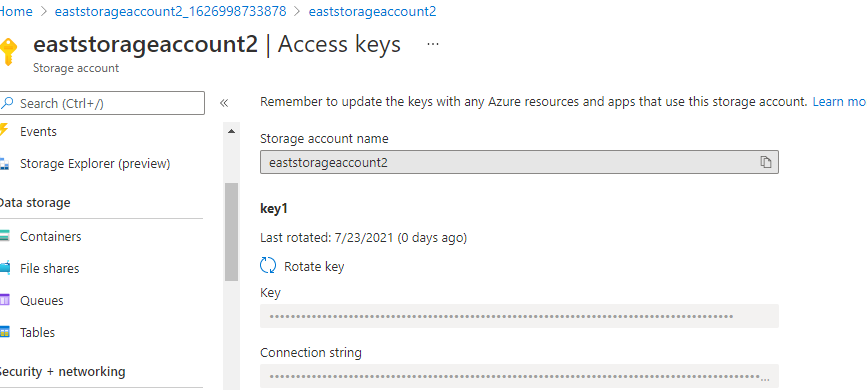 Home > eaststorageaccount2_1626998733878 > eaststorageaccount2
eaststorageaccount2 | Access keys ...
Storage account
Search (Ctrl+/) «
Events
Storage Explorer (preview)
Data storage
Containers
File shares
Queues
Tables
Security + networking
Remember to update the keys with any Azure resources and apps that use this storage account. Learn mo
Storage account name
eaststorageaccount2
key1
Last rotated: 7/23/2021 (0 days ago)
Rotate key
Key
Connection string